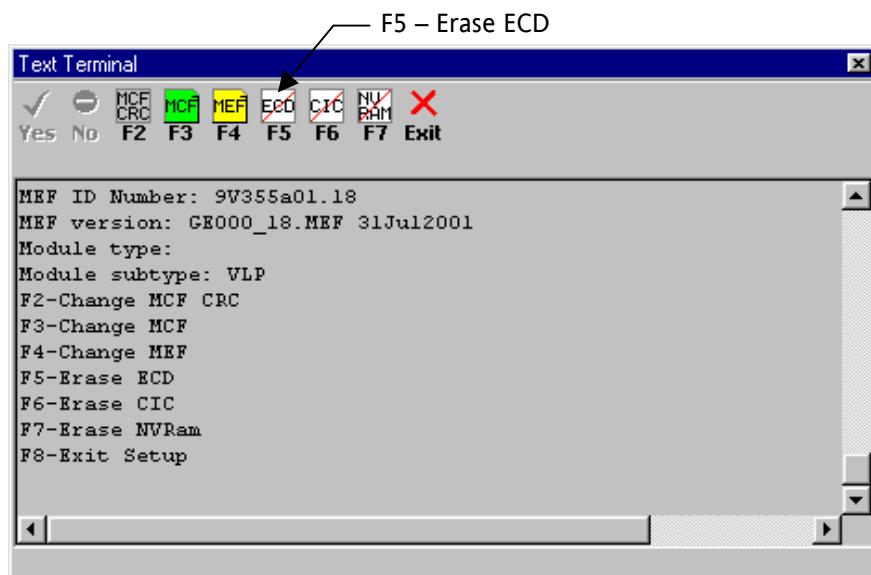 F5 – Erase ECD
Text Terminal
MCF CRC MCF MEF ECD CIC NV RAM
Yes No F2 F3 F4 F5 F6 F7 Exit
MEF ID Number: 9V355a01.18
MEF version: GE000_18.MEF 31Jul2001
Module type:
Module subtype: VLP
F2-Change MCF CRC
F3-Change MCF
F4-Change MEF
F5-Erase ECD
F6-Erase CIC
F7-Erase NVRam
F8-Exit Setup